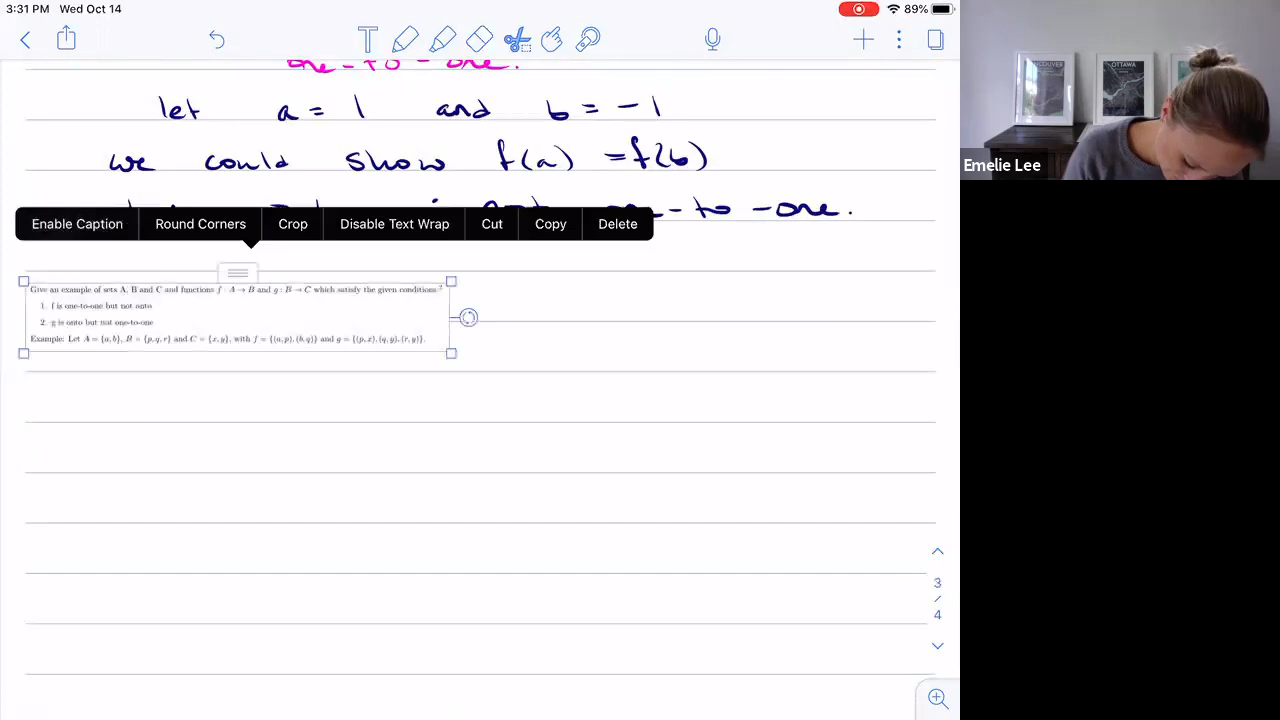 3:31 PM Wed Oct 14
89%
one-to-one.
let a = 1 and b = -1
we could show f(a) = f(b)
one-to-one.
Enable Caption Round Corners Crop Disable Text Wrap Cut Copy Delete
Give an example of sets A, B and C and functions f : A → B and g : B → C which satisfy the given conditions?
1. f is one-to-one but not onto
2. g is onto but not one-to-one
Example: Let A = {a, b}, B = {p, q, r} and C = {x, y}, with f = {(a, p), (b, q)} and g = {(p, x), (q, y), (r, y)}.
3
/
4
VANCOUVER
OTTAWA
Emelie Lee